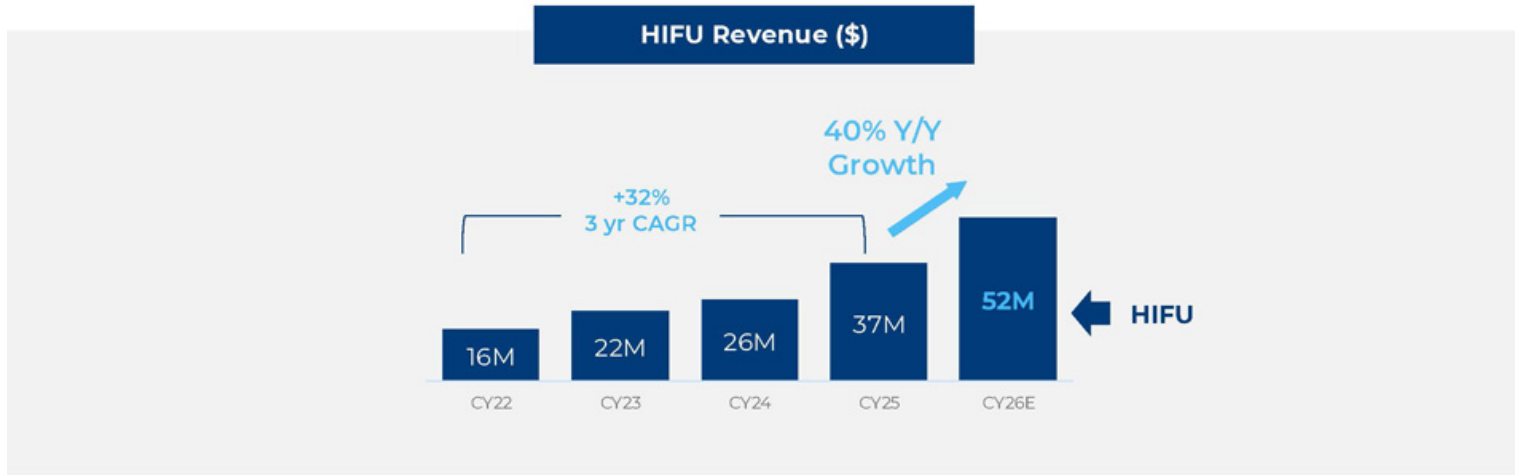 HIFU Revenue ($)
40% Y/Y
Growth
+32%
3 yr CAGR
16M
22M
26M
37M
52M
HIFU
CY22
CY23
CY24
CY25
CY26E